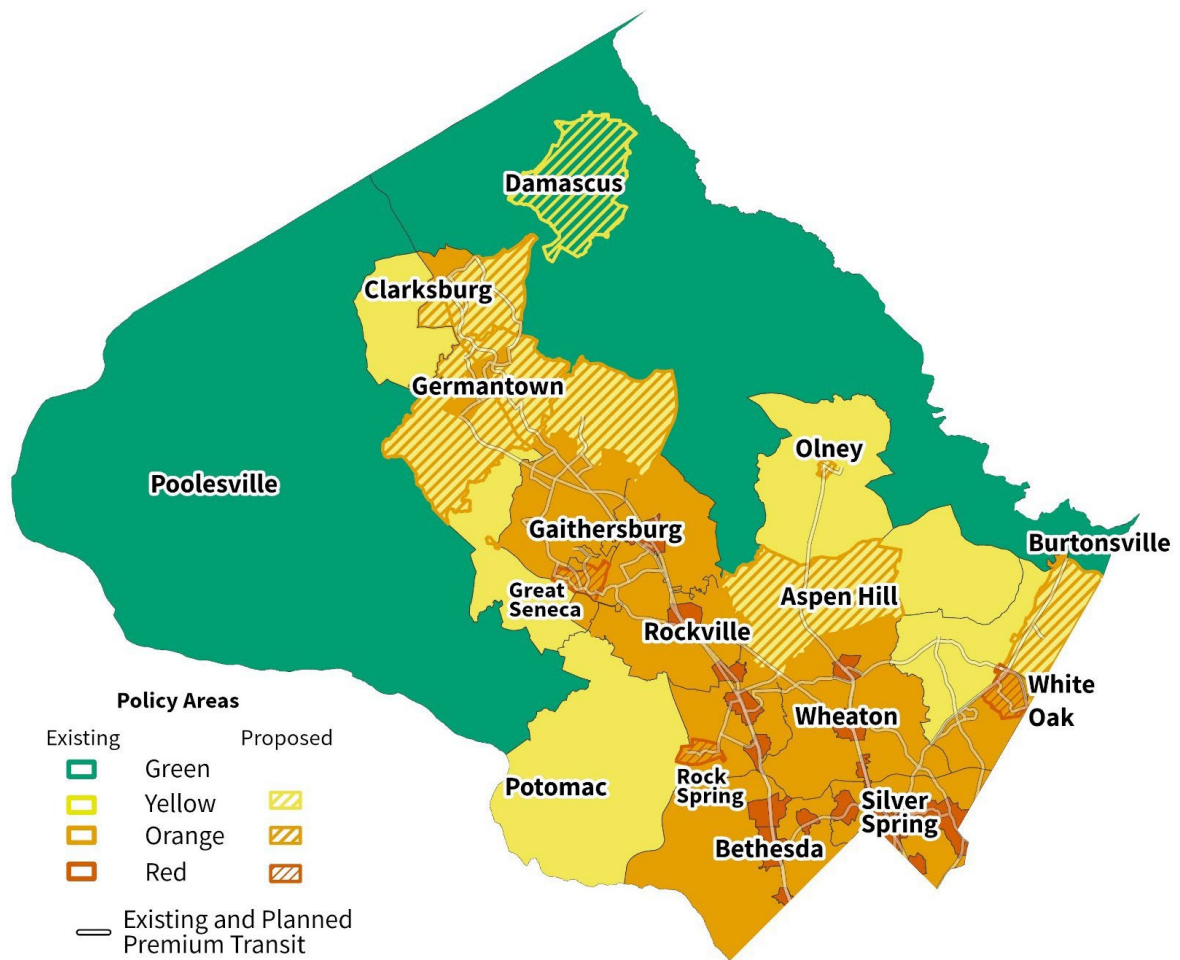 Damascus
Clarksburg
Germantown
Olney
Poolesville
Gaithersburg
Burtonsville
Great
Seneca
Aspen Hill
Rockville
White
Oak
Wheaton
Rock
Spring
Potomac
Silver
Spring
Bethesda
Policy Areas
Existing Proposed
Green
Yellow
Orange
Red
Existing and Planned
Premium Transit